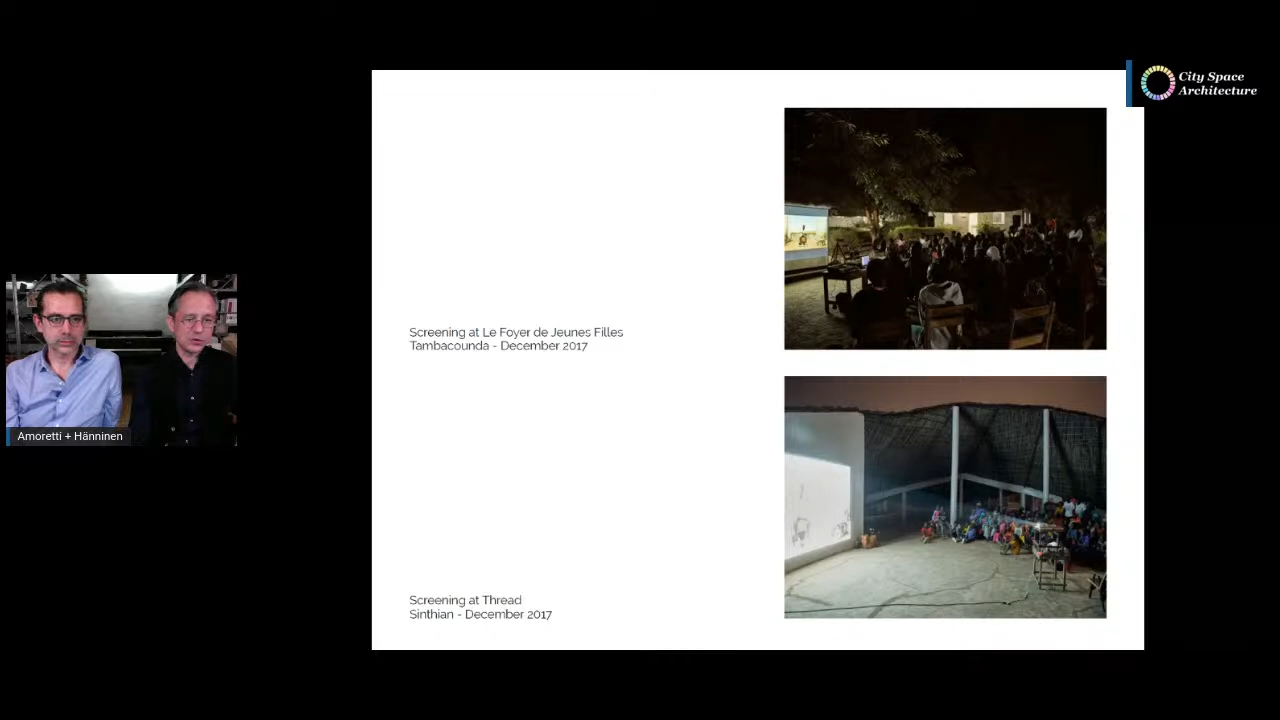 City Space
Architecture
Screening at Le Foyer de Jeunes Filles
Tambacounda - December 2017
Amoretti + Hänninen
Screening at Thread
Sinthian - December 2017